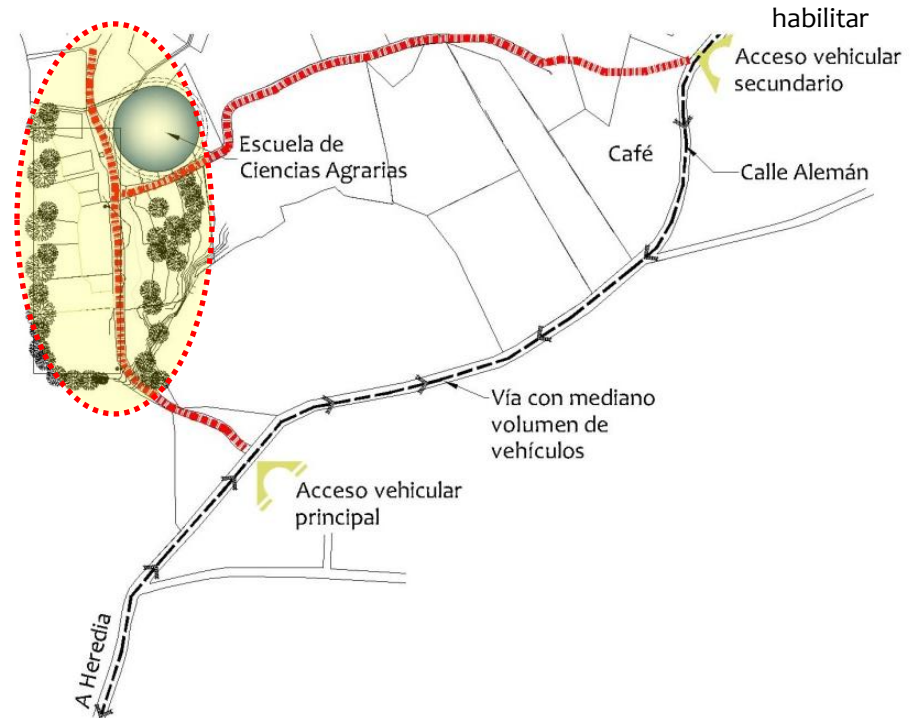 habilitar
Acceso vehicular
secundario
Escuela de
Ciencias Agrarias
Café
Calle Alemán
Vía con mediano
volumen de
vehículos
Acceso vehicular
principal
A Heredia